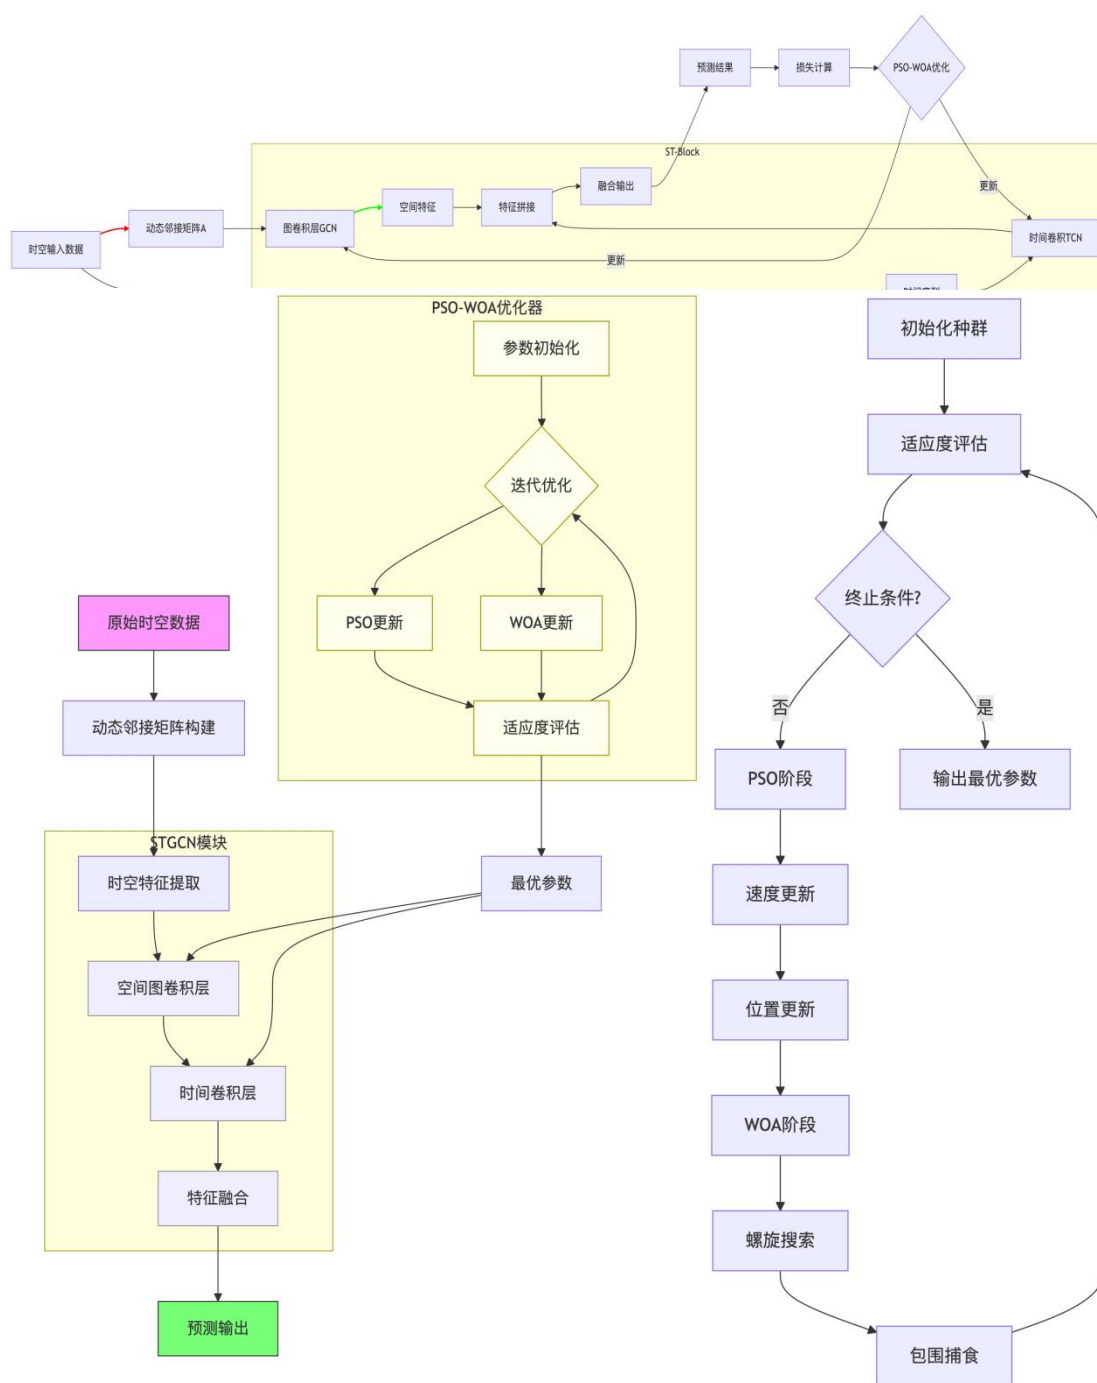 预测结果
损失计算
PSO-WOA优化
ST-Block
融合输出
空间特征
特征拼接
更新
动态邻接矩阵A
图卷积层GCN
时空输入数据
时间卷积TCN
更新
时间序列
PSO-WOA优化器
参数初始化
迭代优化
PSO更新
WOA更新
适应度评估
最优参数
原始时空数据
动态邻接矩阵构建
STGCN模块
时空特征提取
空间图卷积层
时间卷积层
特征融合
预测输出
初始化种群
适应度评估
终止条件?
否
是
PSO阶段
输出最优参数
速度更新
位置更新
WOA阶段
螺旋搜索
包围捕食